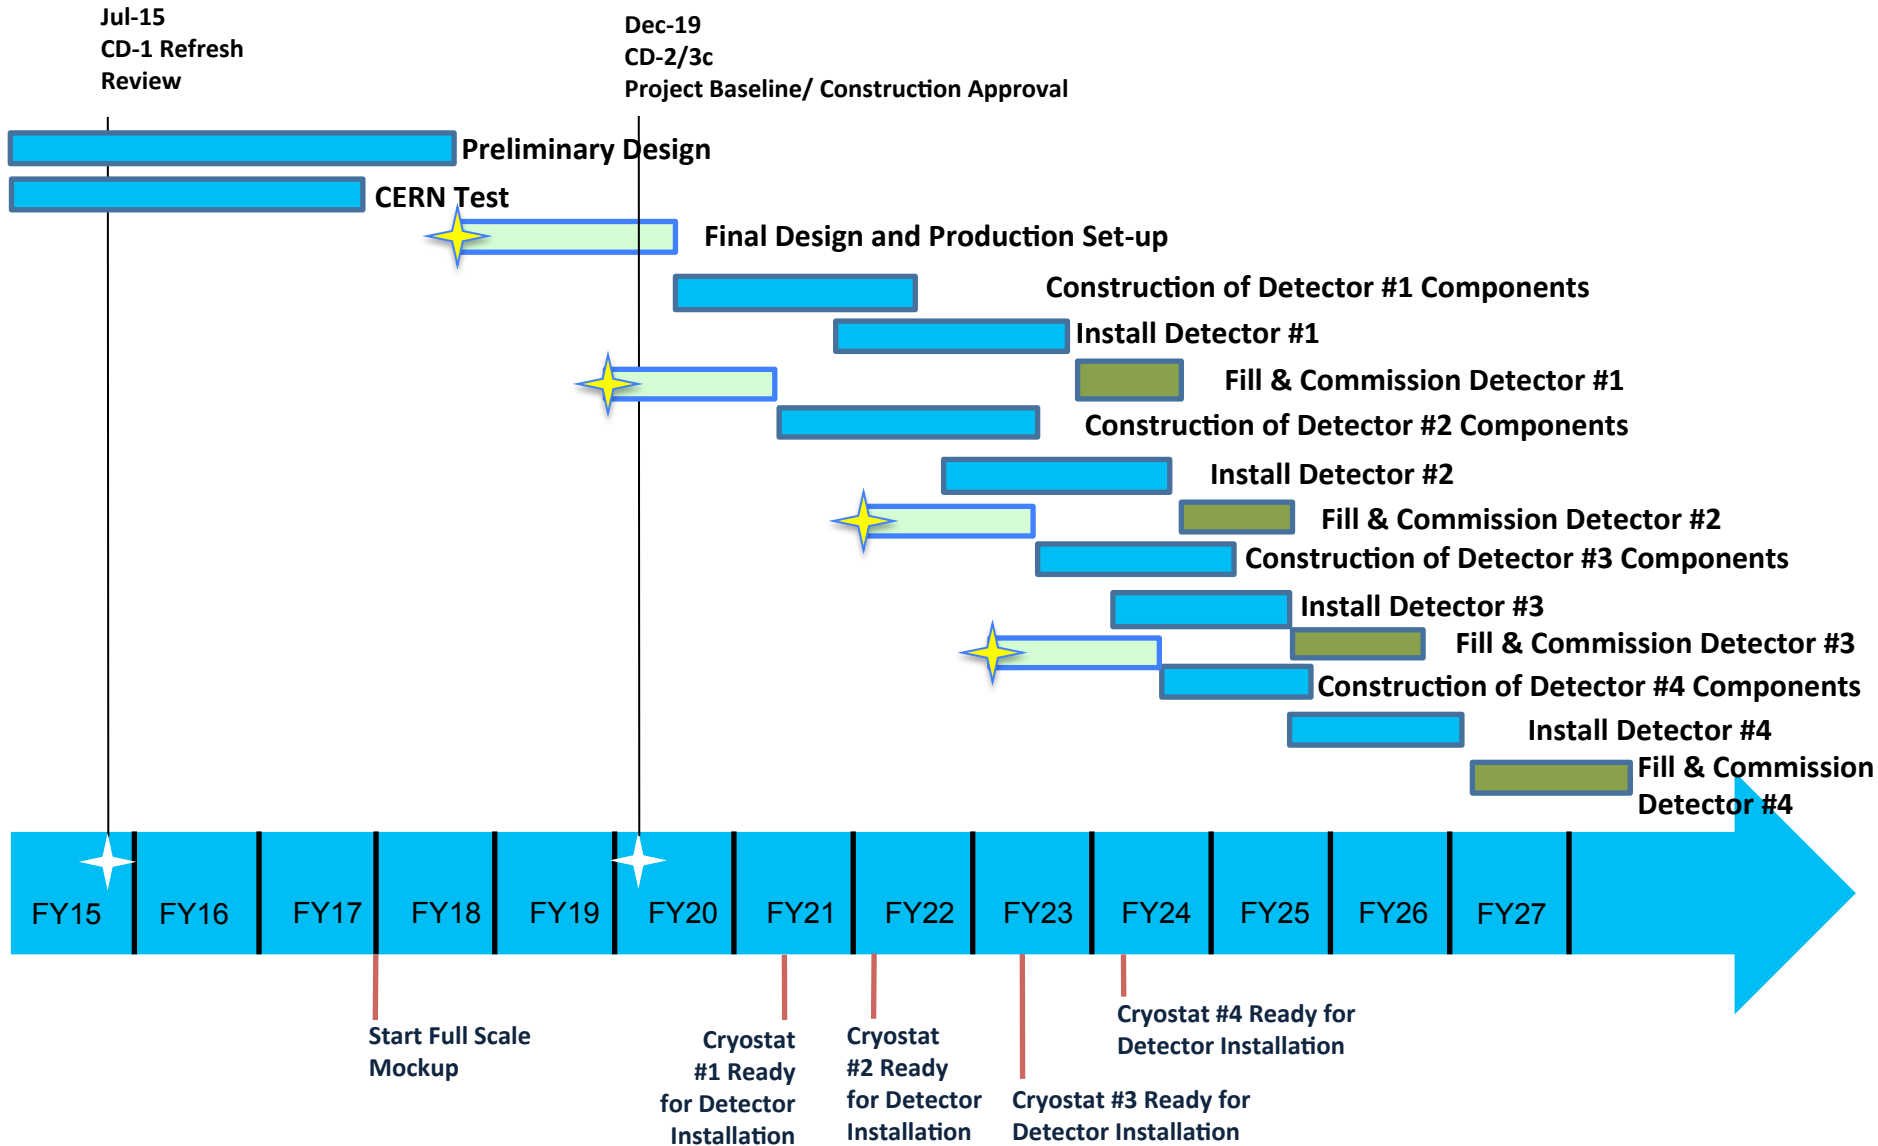 Jul-15
CD-1 Refresh
Review
Dec-19
CD-2/3c
Project Baseline/ Construction Approval
Preliminary Design
CERN Test
Final Design and Production Set-up
Construction of Detector #1 Components
Install Detector #1
Fill & Commission Detector #1
Construction of Detector #2 Components
Install Detector #2
Fill & Commission Detector #2
Construction of Detector #3 Components
Install Detector #3
Fill & Commission Detector #3
Construction of Detector #4 Components
Install Detector #4
Fill & Commission
Detector #4
FY15 FY16 FY17 FY18 FY19 FY20 FY21 FY22 FY23 FY24 FY25 FY26 FY27
Start Full Scale
Mockup
Cryostat
#1 Ready
for Detector
Installation
Cryostat
#2 Ready
for Detector
Installation
Cryostat #3 Ready for
Detector Installation
Cryostat #4 Ready for
Detector Installation